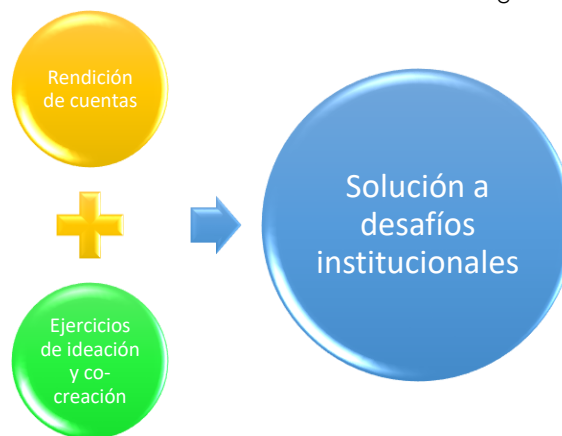 Rendición
de cuentas
Ejercicios
de ideación
y co-
creación
Solución a
desafíos
institucionales